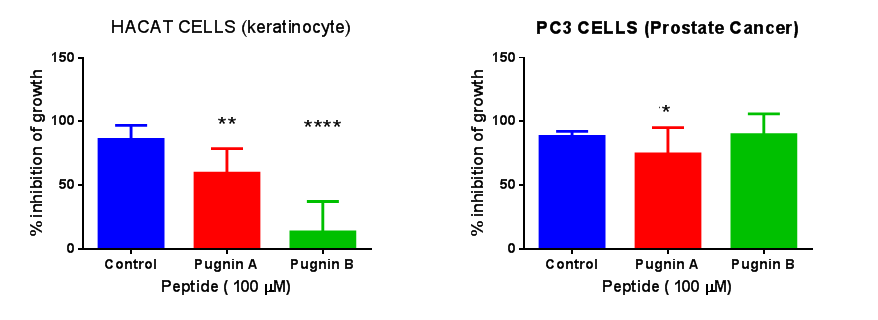 HACAT CELLS (keratinocyte)
% inhibition of growth
150
100
50
0
**
****
Control Pugnin A Pugnin B
Peptide ( 100 μM)
PC3 CELLS (Prostate Cancer)
% inhibition of growth
150
100
50
0
*
Control Pugnin A Pugnin B
Peptide ( 100 μM)